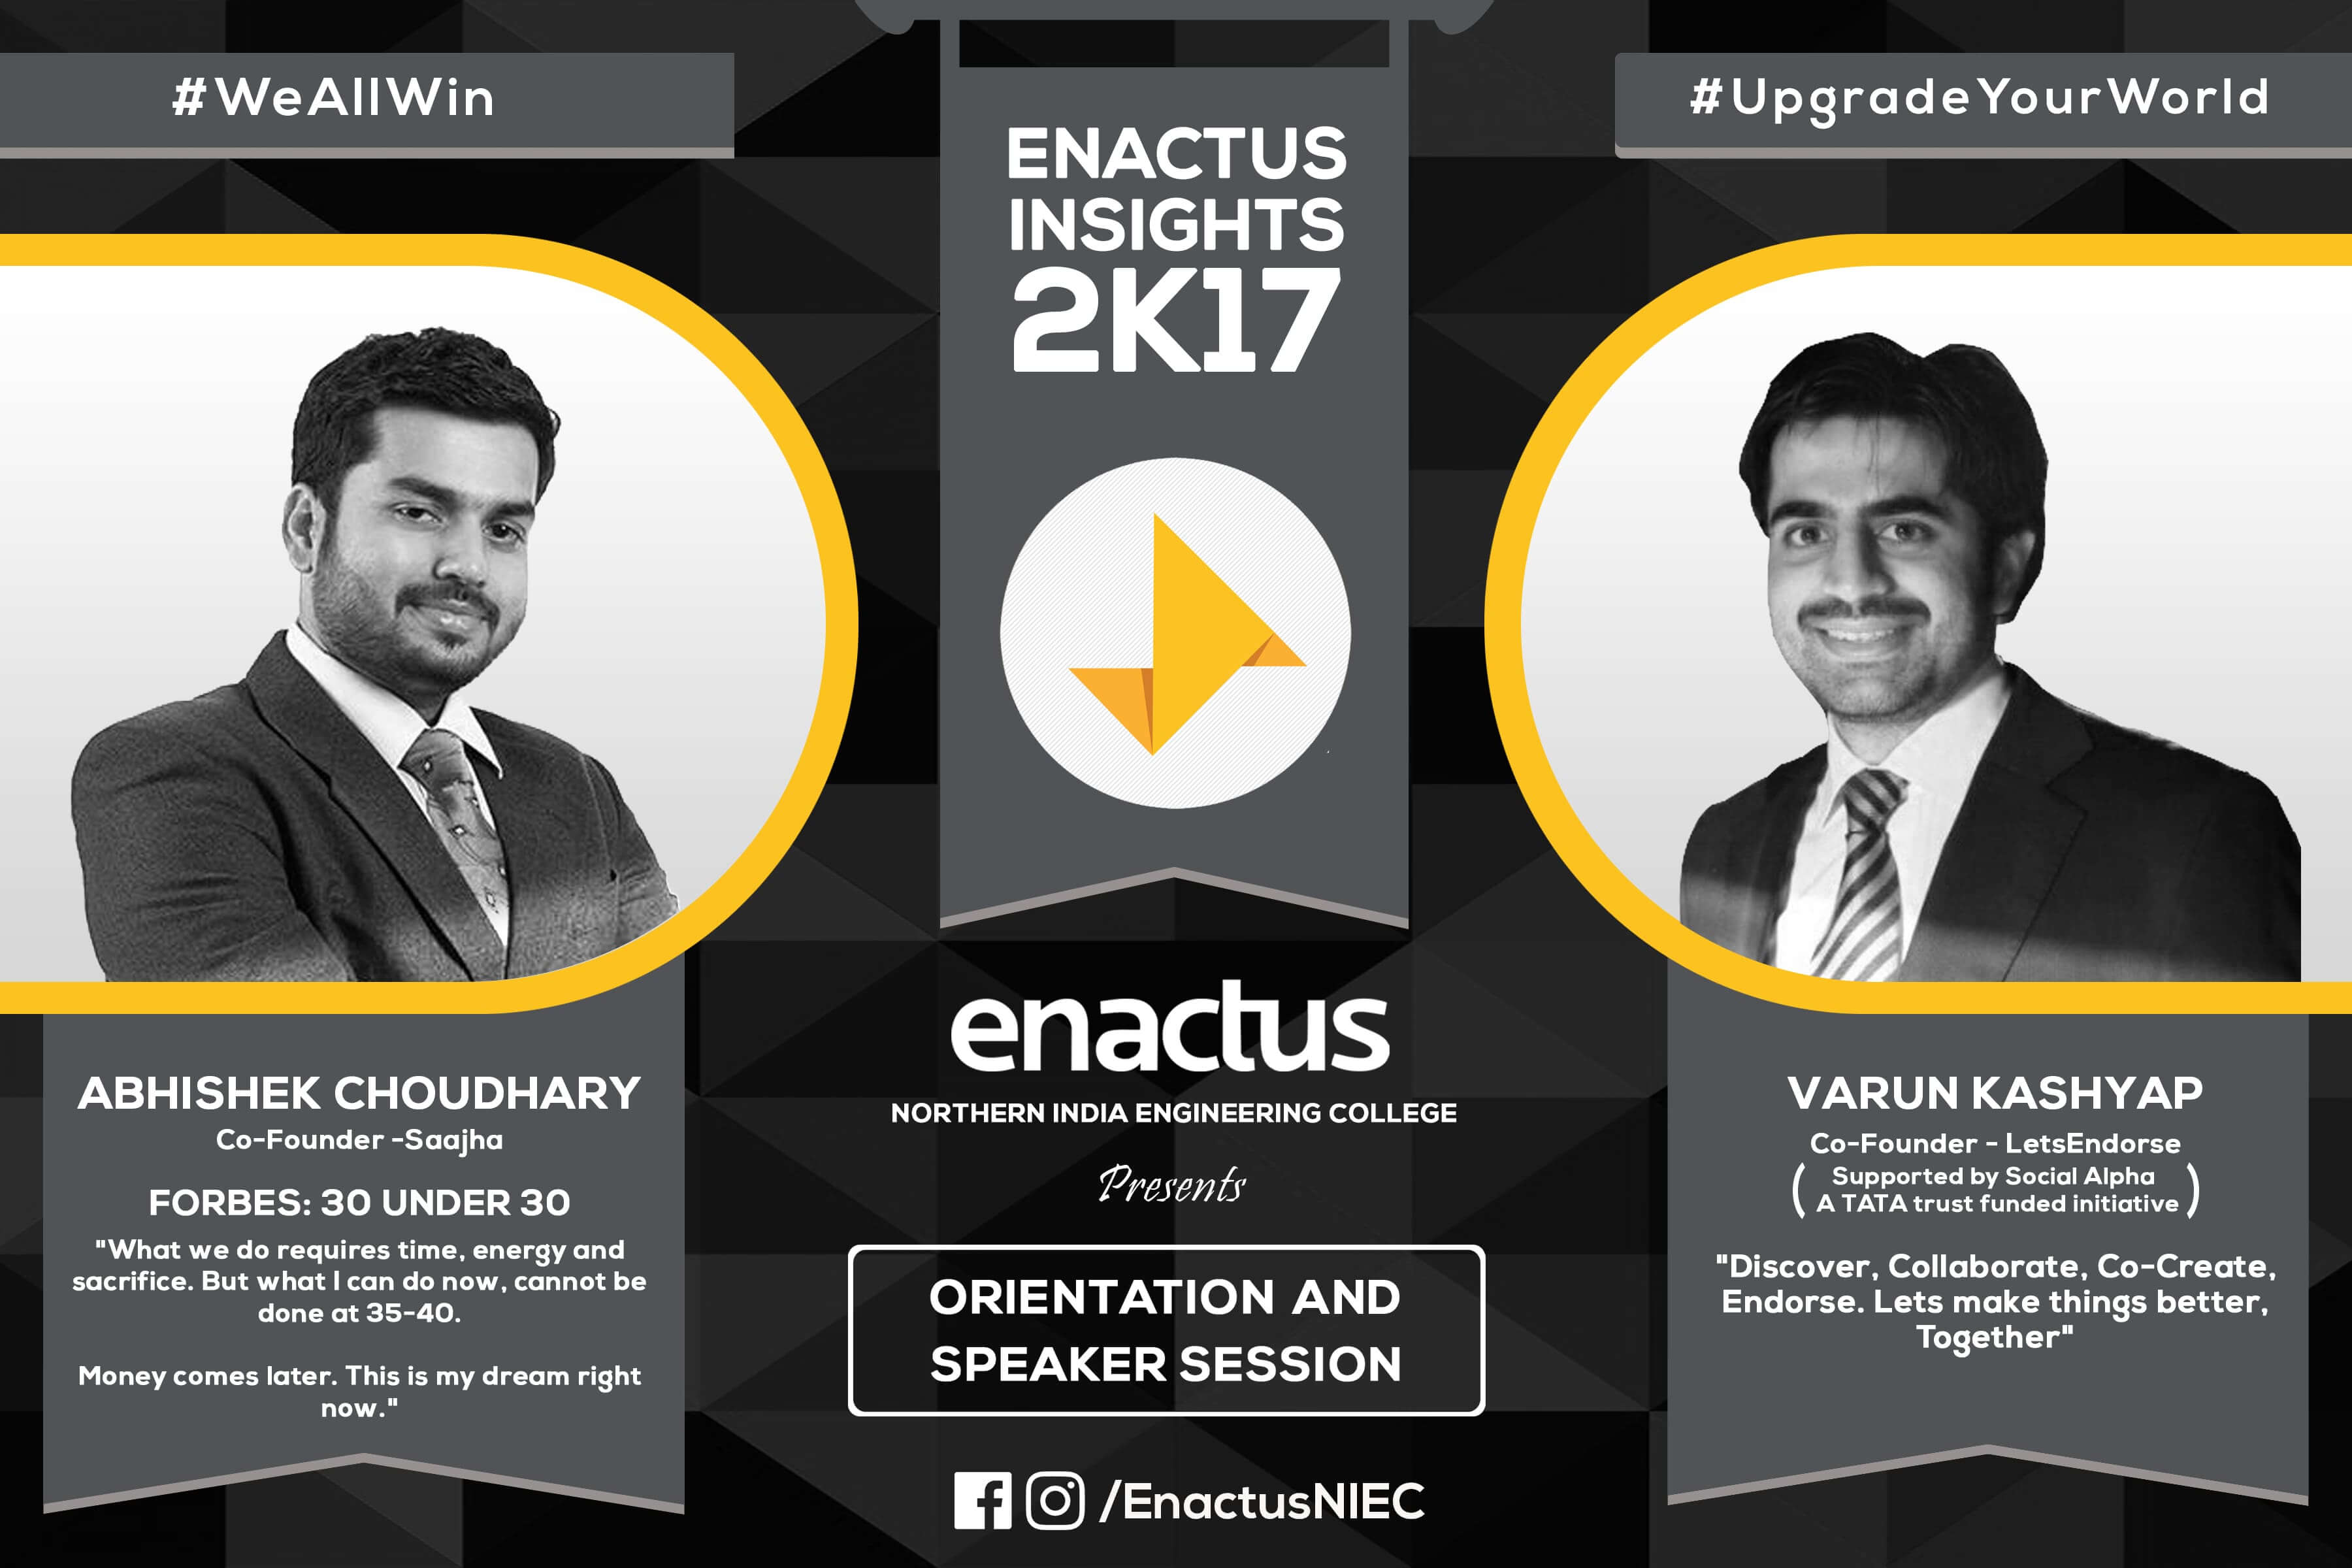 #WeAllWin
#UpgradeYourWorld
ENACTUS
INSIGHTS
2K17
enactus
NORTHERN INDIA ENGINEERING COLLEGE
Presents
ORIENTATION AND
SPEAKER SESSION
/EnactusNIEC
ABHISHEK CHOUDHARY
Co-Founder -Saajha
FORBES: 30 UNDER 30
"What we do requires time, energy and
sacrifice. But what I can do now, cannot be
done at 35-40.
Money comes later. This is my dream right
now."
VARUN KASHYAP
Co-Founder - LetsEndorse
(Supported by Social Alpha
A TATA trust funded initiative)
"Discover, Collaborate, Co-Create,
Endorse. Lets make things better,
Together"